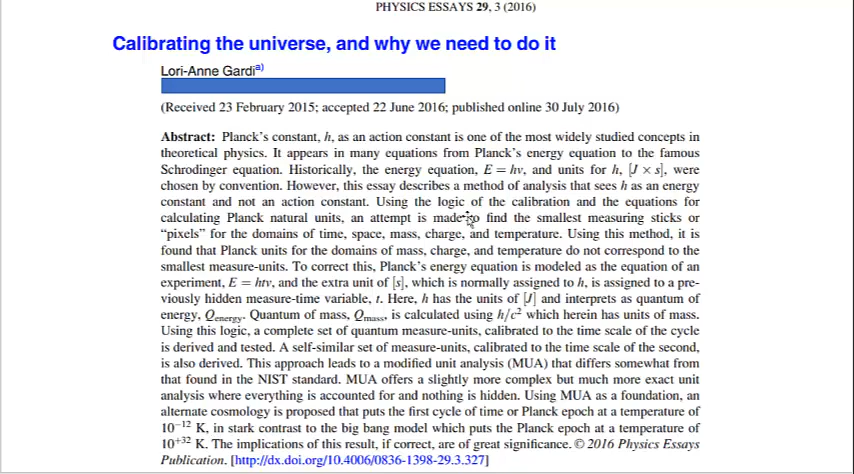 PHYSICS ESSAYS 29, 3 (2016)
Calibrating the universe, and why we need to do it
Lori-Anne Gardi a)
(Received 23 February 2015; accepted 22 June 2016; published online 30 July 2016)
Abstract: Planck's constant, h, as an action constant is one of the most widely studied concepts in
theoretical physics. It appears in many equations from Planck's energy equation to the famous
Schrodinger equation. Historically, the energy equation, E = hν, and units for h, [J × s], were
chosen by convention. However, this essay describes a method of analysis that sees h as an energy
constant and not an action constant. Using the logic of the calibration and the equations for
calculating Planck natural units, an attempt is made to find the smallest measuring sticks or
"pixels" for the domains of time, space, mass, charge, and temperature. Using this method, it is
found that Planck units for the domains of mass, charge, and temperature do not correspond to the
smallest measure-units. To correct this, Planck's energy equation is modeled as the equation of an
experiment, E = htν, and the extra unit of [s], which is normally assigned to h, is assigned to a pre-
viously hidden measure-time variable, t. Here, h has the units of [J] and interprets as quantum of
energy, Qenergy. Quantum of mass, Qmass, is calculated using h/c² which herein has units of mass.
Using this logic, a complete set of quantum measure-units, calibrated to the time scale of the cycle
is derived and tested. A self-similar set of measure-units, calibrated to the time scale of the second,
is also derived. This approach leads to a modified unit analysis (MUA) that differs somewhat from
that found in the NIST standard. MUA offers a slightly more complex but much more exact unit
analysis where everything is accounted for and nothing is hidden. Using MUA as a foundation, an
alternate cosmology is proposed that puts the first cycle of time or Planck epoch at a temperature of
10⁻¹² K, in stark contrast to the big bang model which puts the Planck epoch at a temperature of
10⁺³² K. The implications of this result, if correct, are of great significance. © 2016 Physics Essays
Publication. [http://dx.doi.org/10.4006/0836-1398-29.3.327]